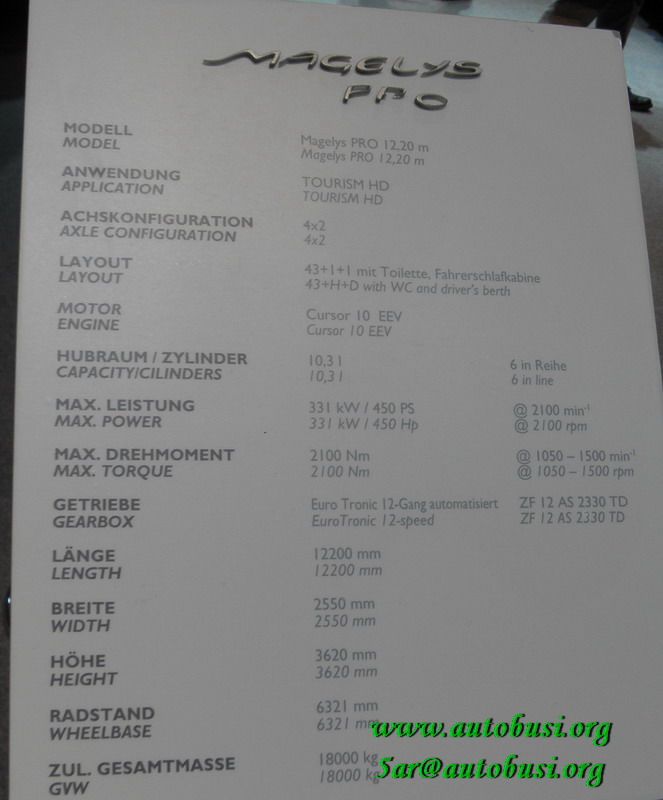 MAGELYS
PRO
MODELL Magelys PRO 12,20 m
MODEL Magelys PRO 12,20 m
ANWENDUNG TOURISM HD
APPLICATION TOURISM HD
ACHSKONFIGURATION 4x2
AXLE CONFIGURATION 4x2
LAYOUT 43+1+1 mit Toilette, Fahrerschlafkabine
LAYOUT 43+H+D with WC and driver's berth
MOTOR Cursor 10 EEV
ENGINE Cursor 10 EEV
HUBRAUM / ZYLINDER 10,3 l 6 in Reihe
CAPACITY/CILINDERS 10,3 l 6 in line
MAX. LEISTUNG 331 kW / 450 PS @ 2100 min-¹
MAX. POWER 331 kW / 450 Hp @ 2100 rpm
MAX. DREHMOMENT 2100 Nm @ 1050 – 1500 min-¹
MAX. TORQUE 2100 Nm @ 1050 – 1500 rpm
GETRIEBE Euro Tronic 12-Gang automatisiert ZF 12 AS 2330 TD
GEARBOX EuroTronic 12-speed ZF 12 AS 2330 TD
LÄNGE 12200 mm
LENGTH 12200 mm
BREITE 2550 mm
WIDTH 2550 mm
HÖHE 3620 mm
HEIGHT 3620 mm
RADSTAND 6321 mm
WHEELBASE 6321 mm
www.autobusi.org
ZUL. GESAMTMASSE 18000 kg
GVW 18000 kg
5ar@autobusi.org